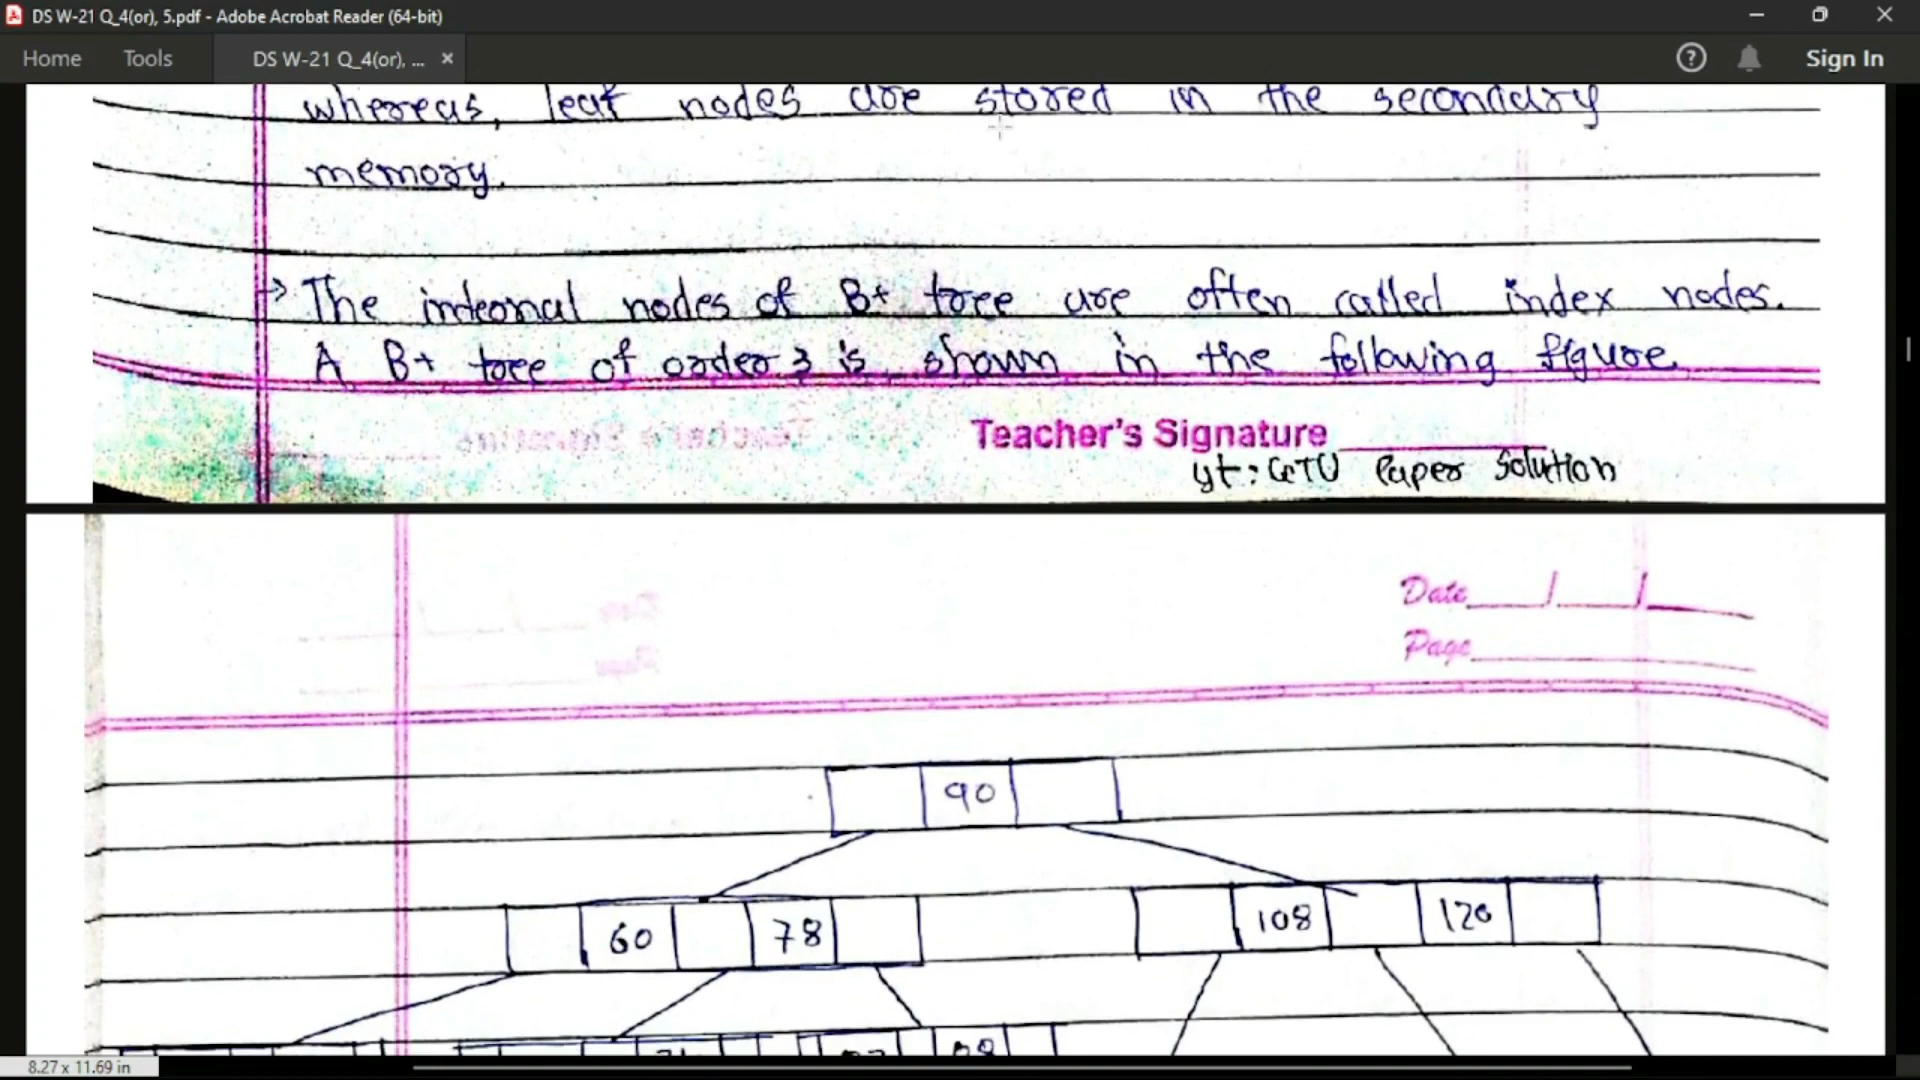 DS W-21 Q_4(or), 5.pdf - Adobe Acrobat Reader (64-bit)
Home Tools DS W-21 Q_4(or), ... × Sign In
whereas, leaf nodes are stored in the secondary
memory.
→ The internal nodes of B+ tree are often called index nodes.
A B+ tree of order 3 is shown in the following figure.
Teacher's Signature
yt: GTU Paper Solution
Date / /
Page
90
60 78 108 120
8.27 x 11.69 in